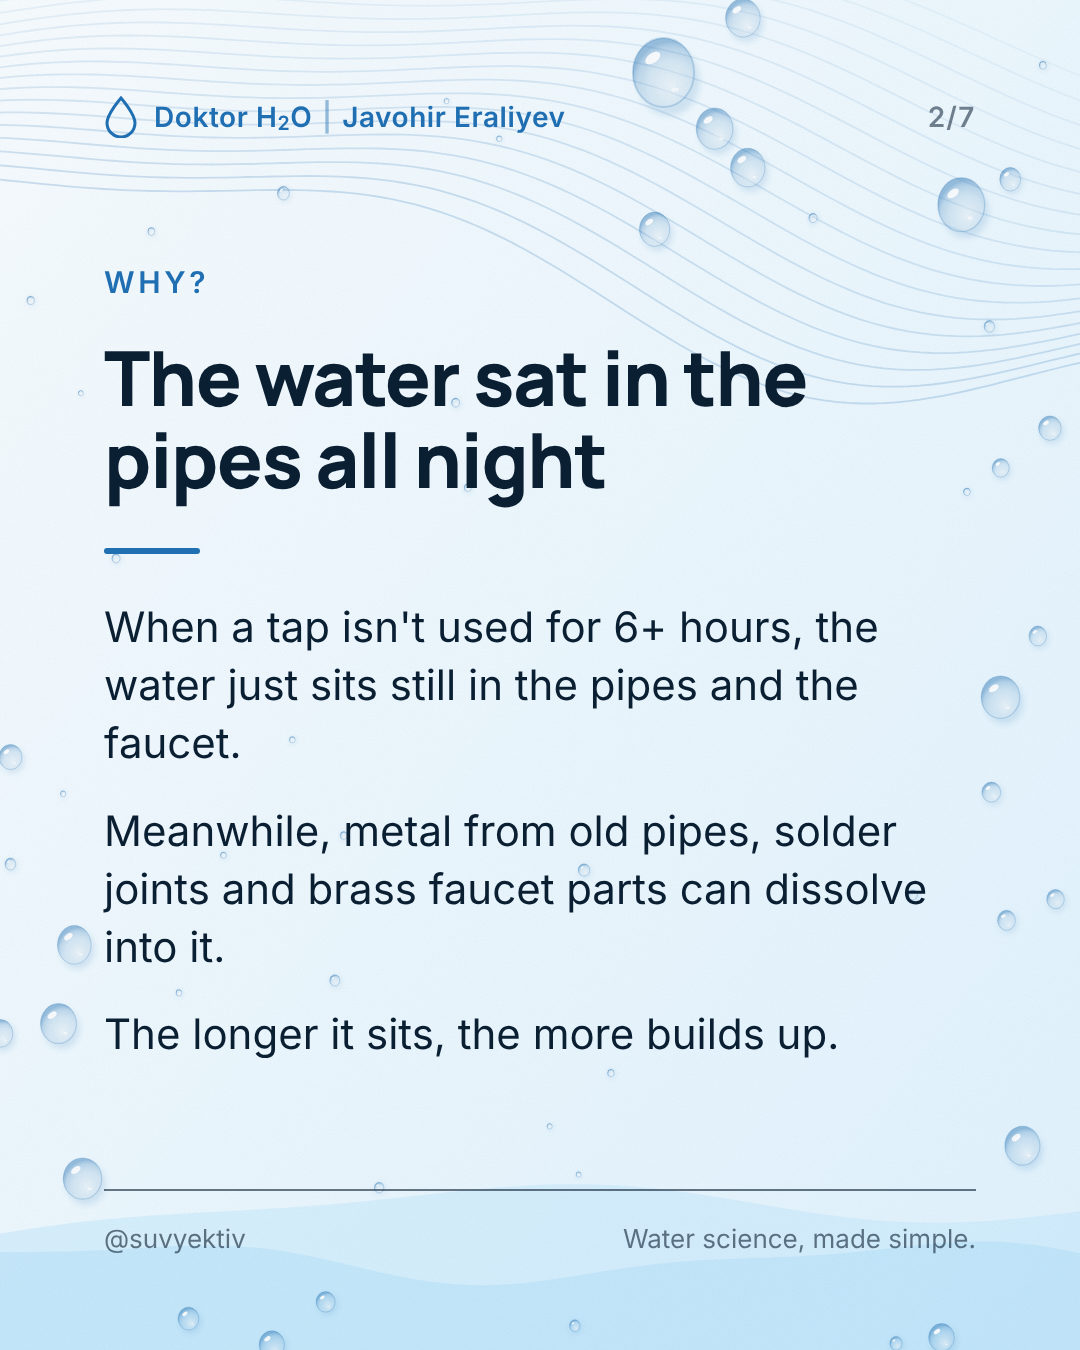 Doktor H₂O | Javohir Eraliyev
2/7
WHY?
The water sat in the
pipes all night
When a tap isn't used for 6+ hours, the
water just sits still in the pipes and the
faucet.
Meanwhile, metal from old pipes, solder
joints and brass faucet parts can dissolve
into it.
The longer it sits, the more builds up.
@suvyektiv
Water science, made simple.